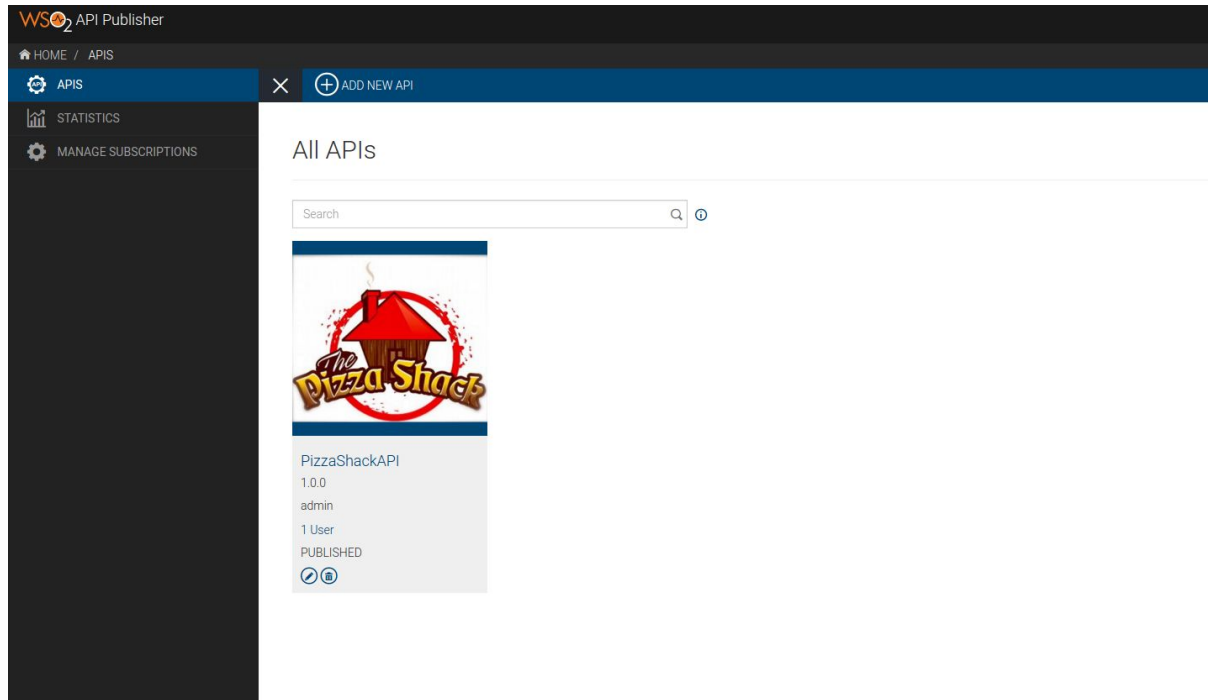 WSO2 API Publisher
HOME / APIS
API APIS
ADD NEW API
STATISTICS
MANAGE SUBSCRIPTIONS
All APIs
Search
The
Pizza Shack
PizzaShackAPI
1.0.0
admin
1 User
PUBLISHED